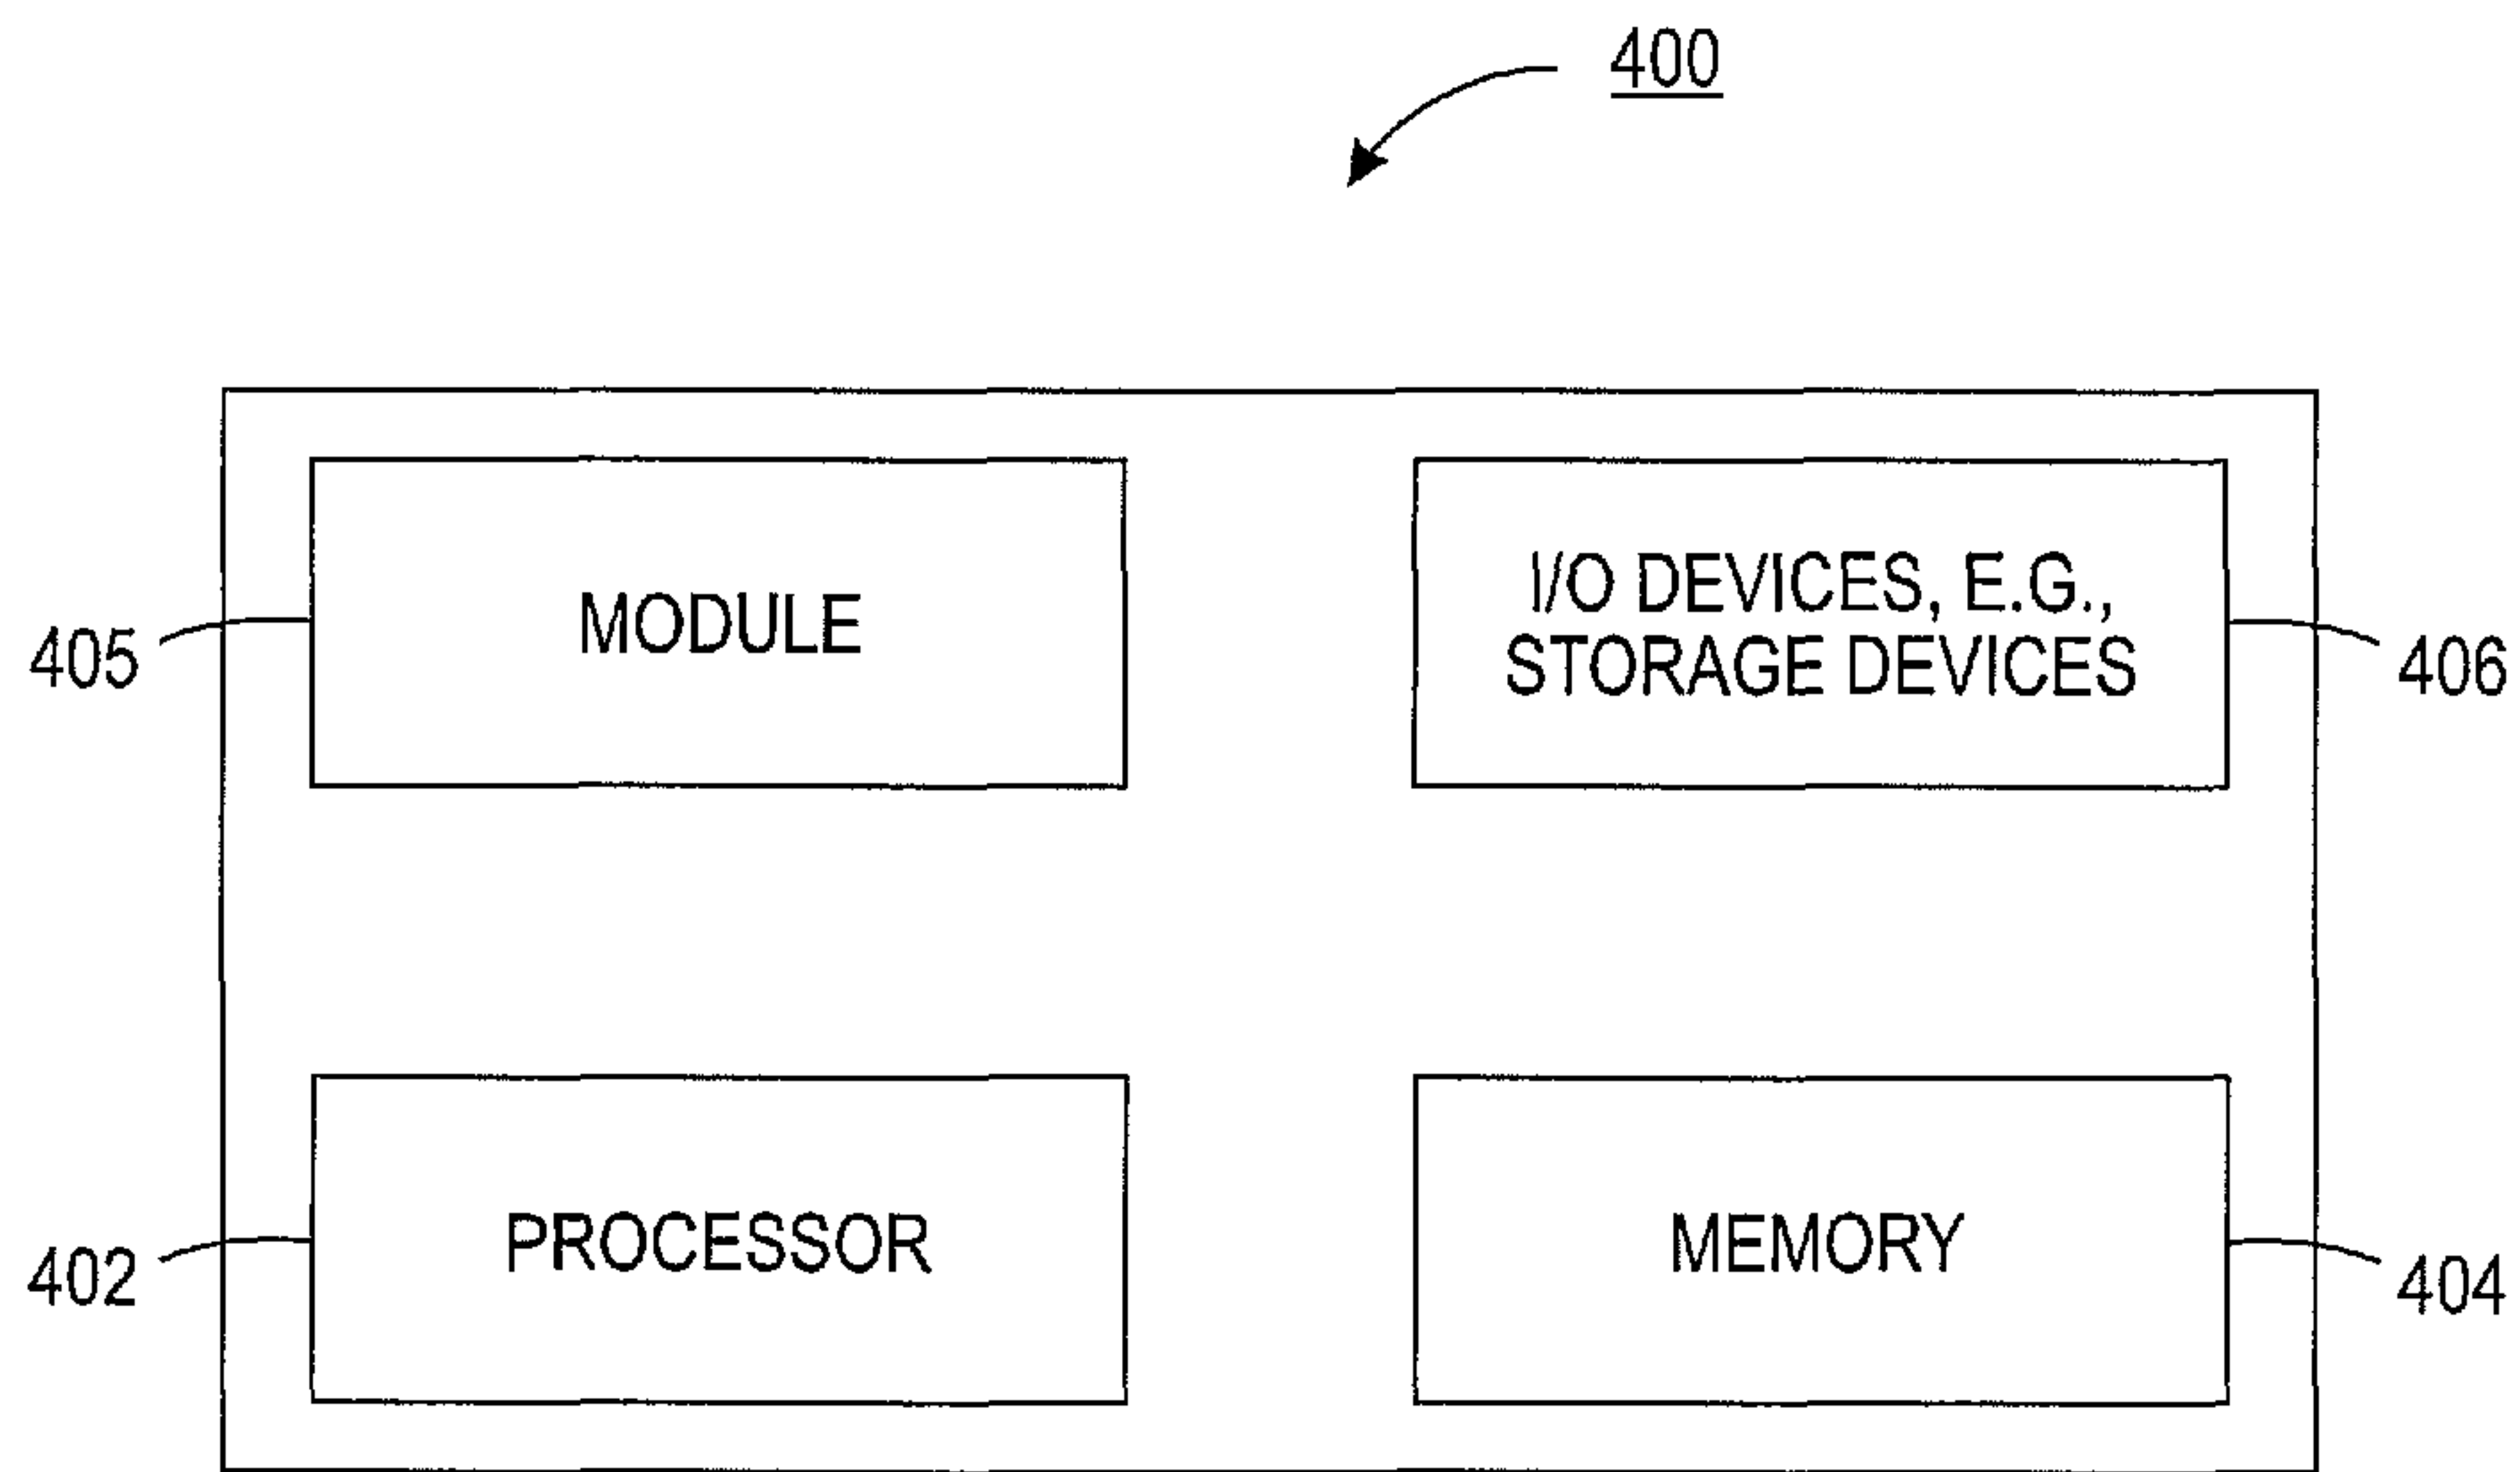 400
MODULE
I/O DEVICES, E.G.,
STORAGE DEVICES
405
406
PROCESSOR
MEMORY
402
404